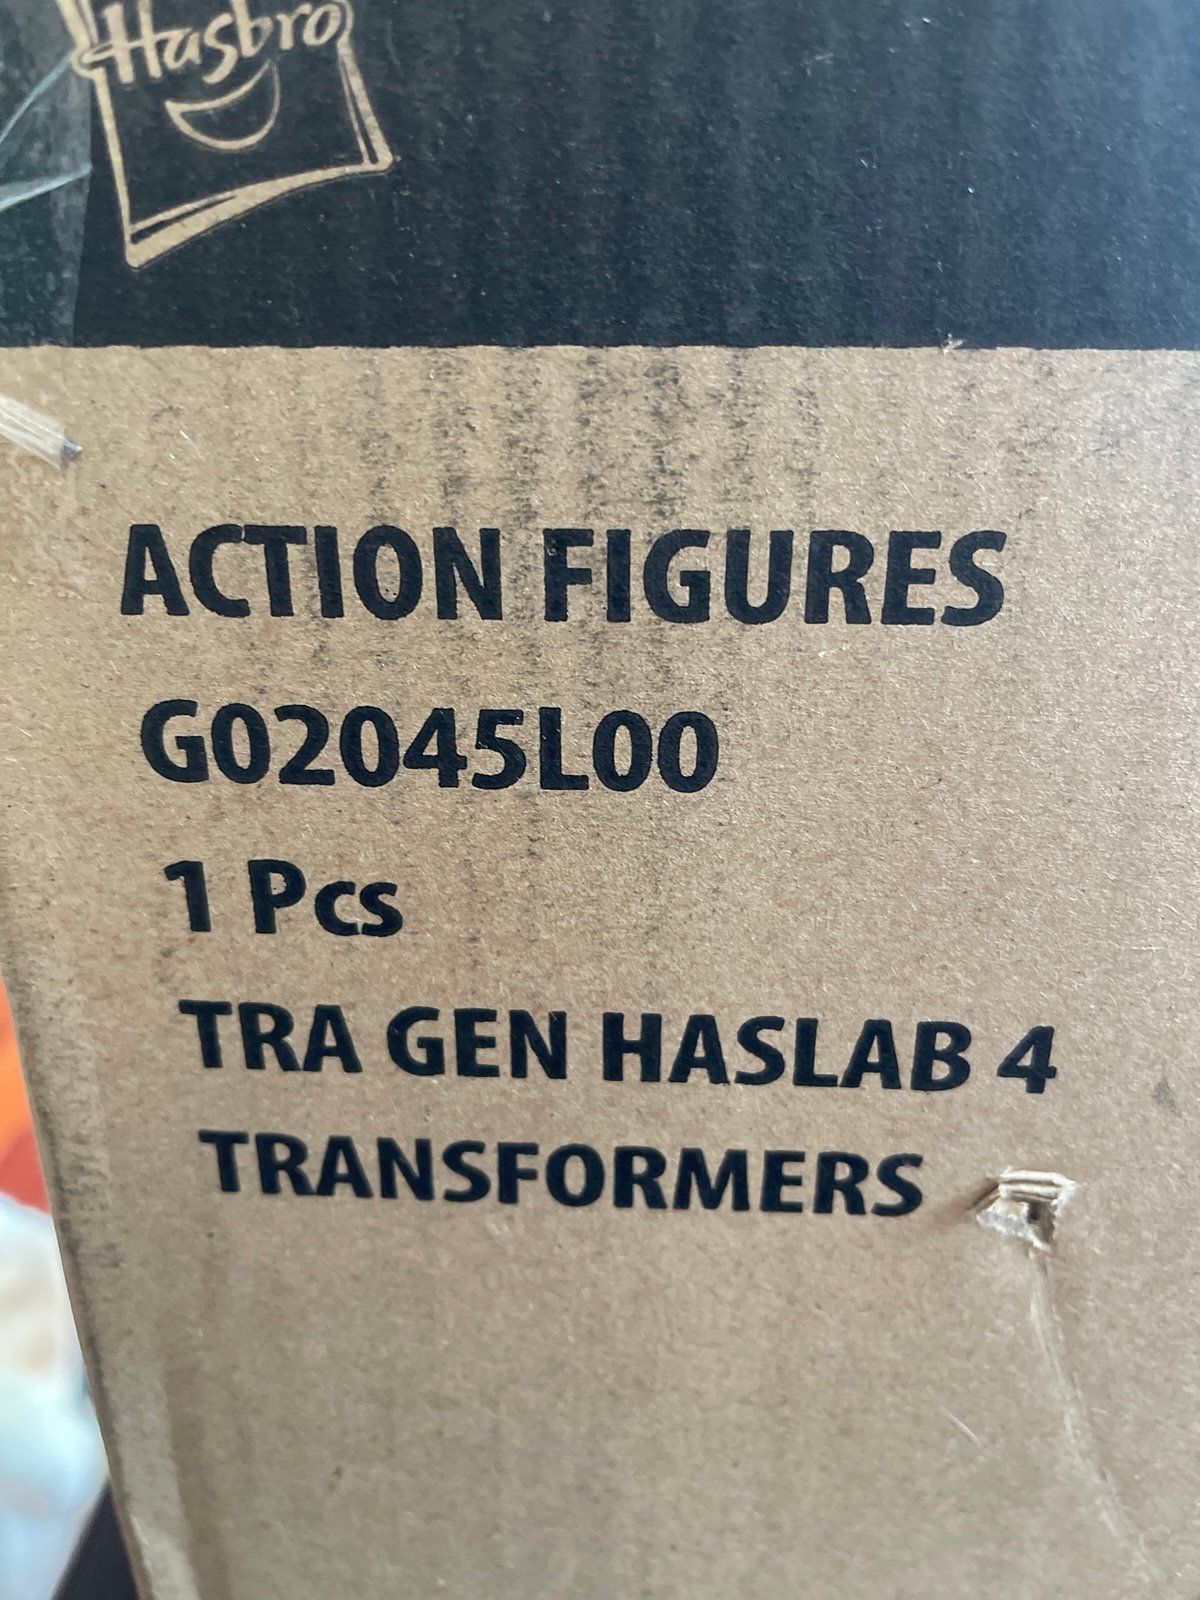 Hasbro
ACTION FIGURES
G02045L00
1 Pcs
TRA GEN HASLAB 4
TRANSFORMERS